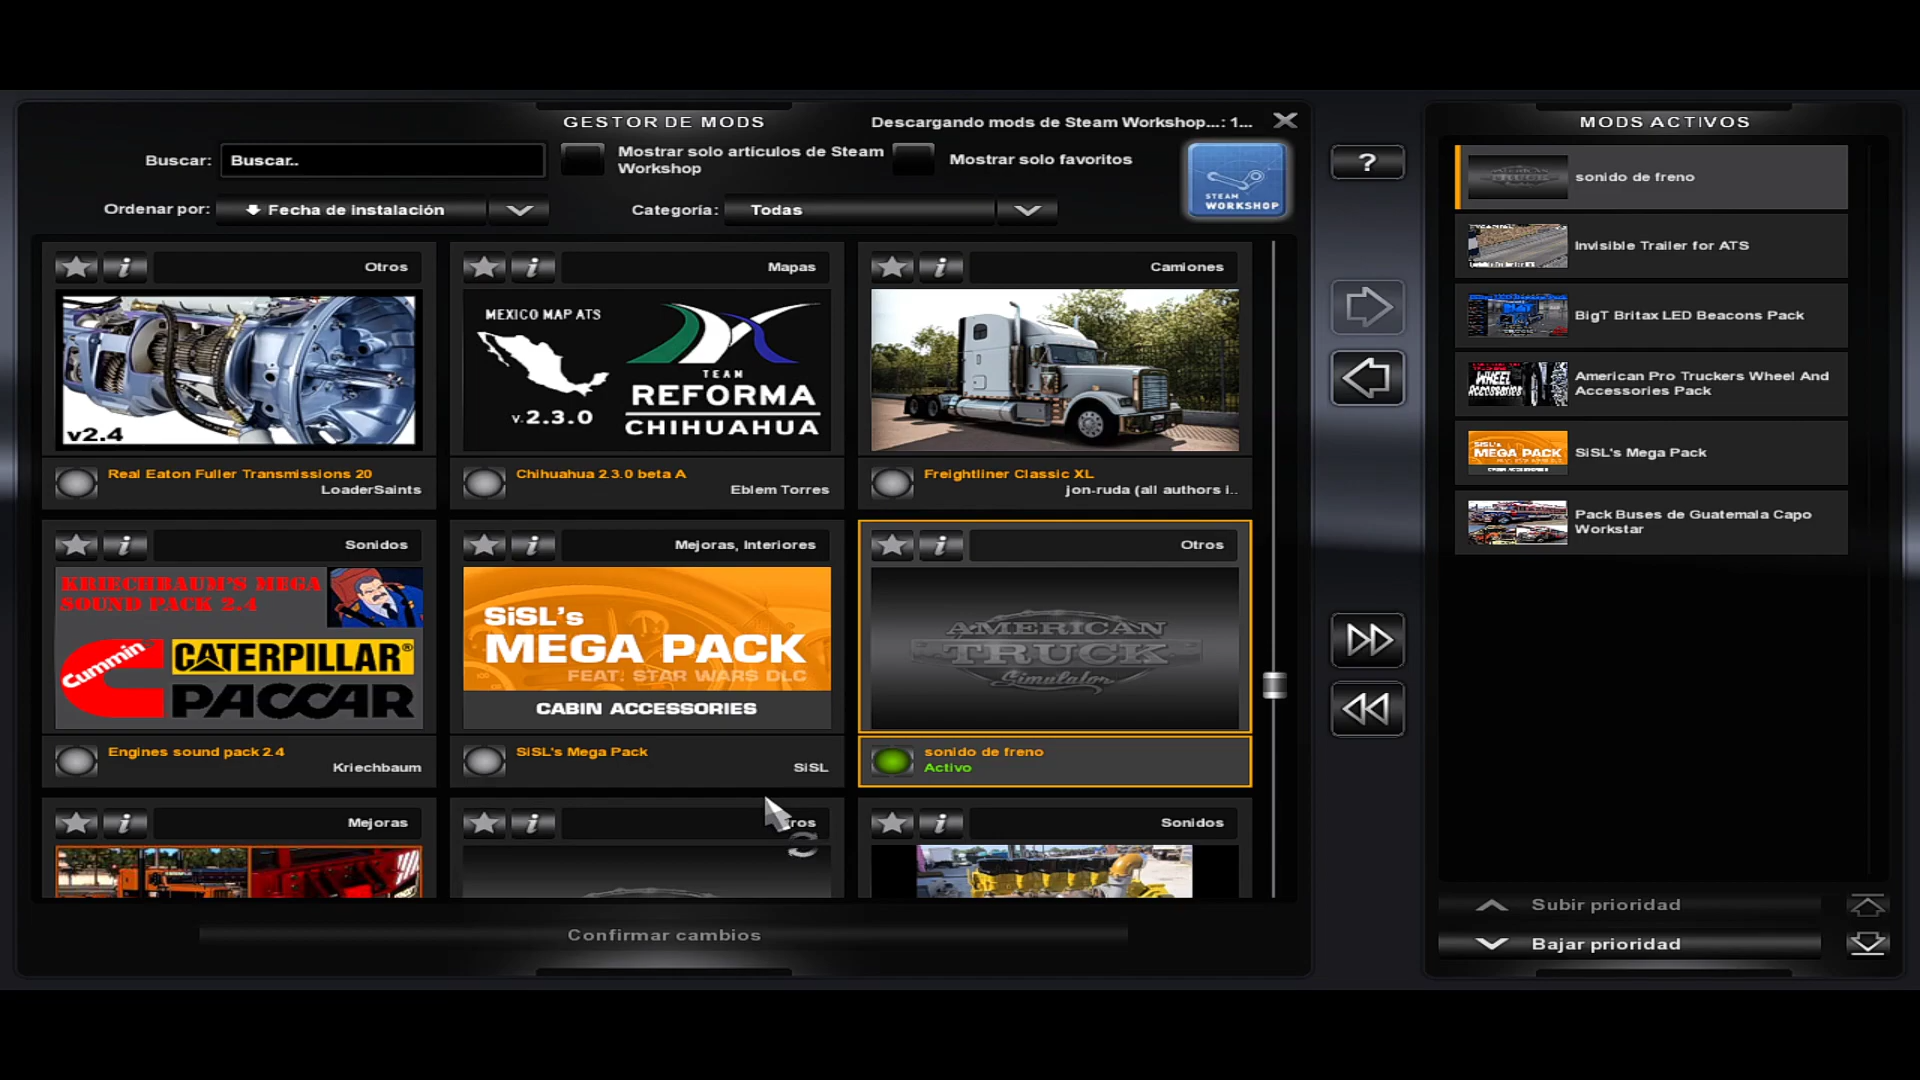 GESTOR DE MODS
Descargando mods de Steam Workshop...: 1...
Buscar:
Buscar..
Mostrar solo artículos de Steam
Workshop
Mostrar solo favoritos
STEAM
WORKSHOP
Ordenar por:
Fecha de instalación
Categoría:
Todas
Otros
v2.4
Real Eaton Fuller Transmissions 20
LoaderSaints
Mapas
MEXICO MAP ATS
v.2.3.0
TEAM
REFORMA
CHIHUAHUA
Chihuahua 2.3.0 beta A
Eblem Torres
Camiones
Freightliner Classic XL
jon-ruda (all authors i..
Sonidos
KRIECHBAUM'S MEGA
SOUND PACK 2.4
Cummin
CATERPILLAR®
PACCAR
Engines sound pack 2.4
Kriechbaum
Mejoras, Interiores
SiSL's
MEGA PACK
FEAT. STAR WARS DLC
CABIN ACCESSORIES
SiSL's Mega Pack
SiSL
Otros
AMERICAN
TRUCK
Simulator
sonido de freno
Activo
Mejoras
ros
Sonidos
Confirmar cambios
?
MODS ACTIVOS
sonido de freno
Invisible Trailer for ATS
BigT Britax LED Beacons Pack
WHEEL
Accessories
American Pro Truckers Wheel And
Accessories Pack
SiSL's
MEGA PACK
CABIN ACCESSORIES
SiSL's Mega Pack
Pack Buses de Guatemala Capo
Workstar
Subir prioridad
Bajar prioridad